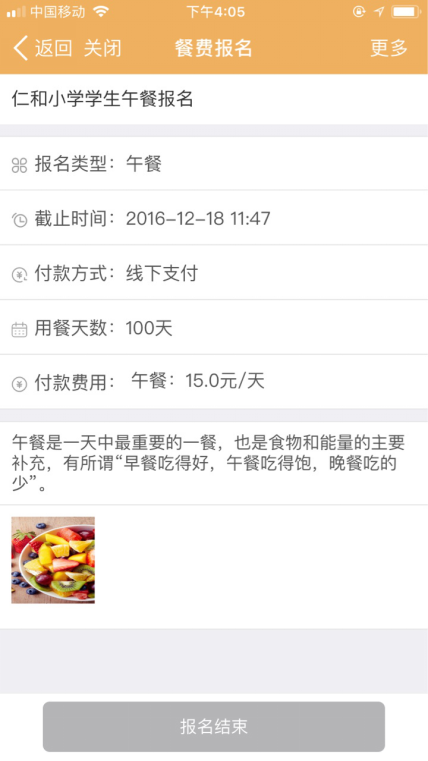 中国移动 下午4:05
返回 关闭 餐费报名 更多
仁和小学学生午餐报名
报名类型：午餐
截止时间：2016-12-18 11:47
付款方式：线下支付
用餐天数：100天
付款费用： 午餐：15.0元/天
午餐是一天中最重要的一餐，也是食物和能量的主要
补充，有所谓“早餐吃得好，午餐吃得饱，晚餐吃的
少”。
报名结束